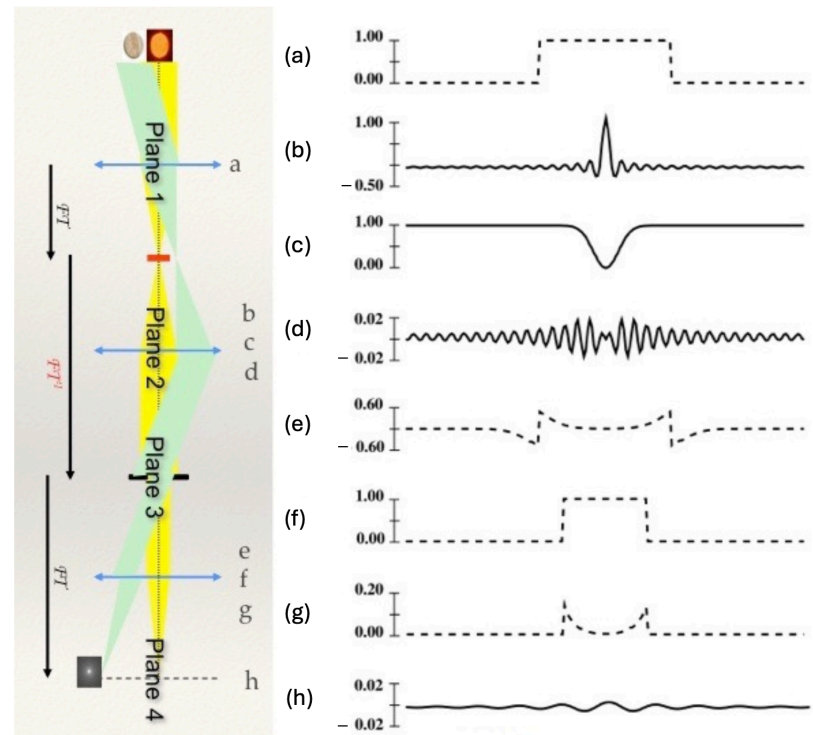 Plane 1
a
FT
Plane 2
b
c
d
FT⁻¹
Plane 3
e
f
g
FT
Plane 4
h
(a)
1.00
0.00
(b)
1.00
– 0.50
(c)
1.00
0.00
(d)
0.02
– 0.02
(e)
0.60
– 0.60
(f)
1.00
0.00
(g)
0.20
0.00
(h)
0.02
– 0.02